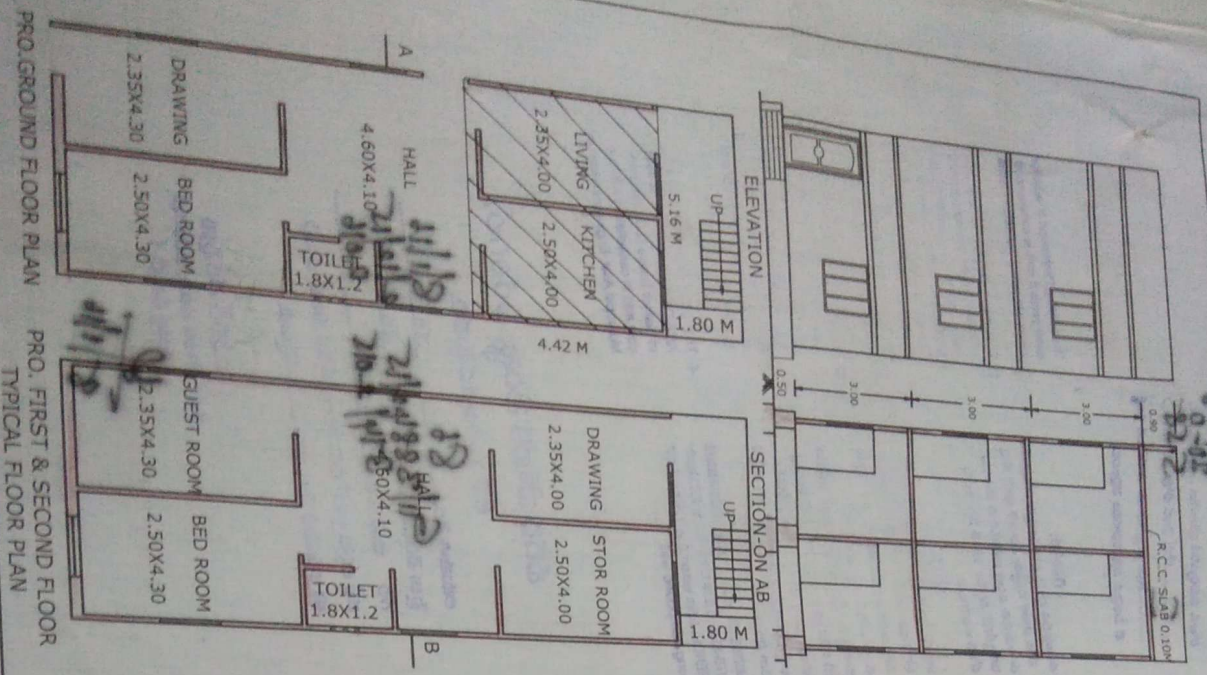 0.90
R.C.C. SLAB 0.10M
3.00
3.00
3.00
0.50
ELEVATION
SECTION-ON AB
UP
5.16 M
1.80 M
LIVING
2.35X4.00
KITCHEN
2.50X4.00
4.42 M
A
HALL
4.60X4.10
TOILET
1.8X1.2
DRAWING
2.35X4.30
BED ROOM
2.50X4.30
PRO.GROUND FLOOR PLAN
UP
1.80 M
DRAWING
2.35X4.00
STOR ROOM
2.50X4.00
HALL
B
TOILET
1.8X1.2
GUEST ROOM
2.35X4.30
BED ROOM
2.50X4.30
PRO. FIRST & SECOND FLOOR
TYPICAL FLOOR PLAN